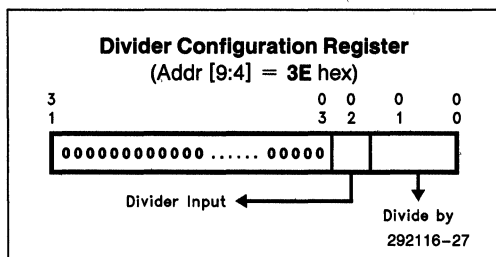 Divider Configuration Register
(Addr [9:4] = 3E hex)
3 0 0 0 0
1 3 2 1 0
000000000000 ...... 00000
Divider Input
Divide by
292116-27